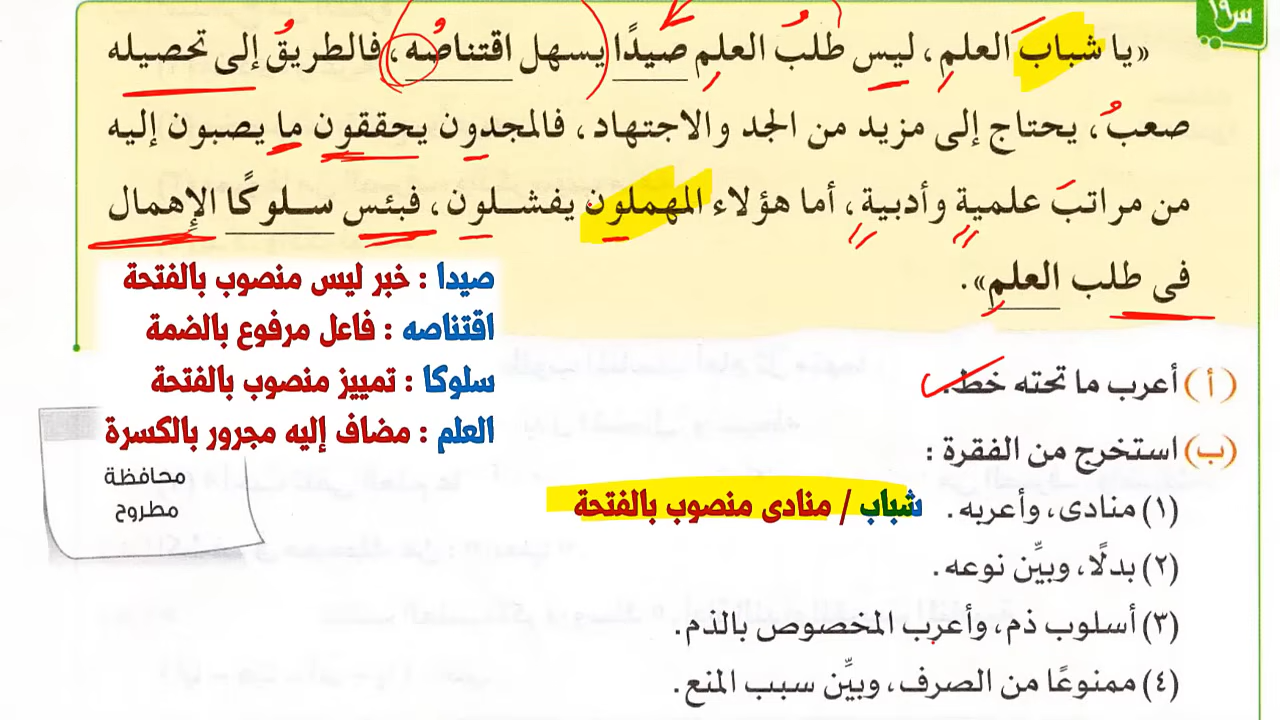 س١٩
«يا شبابَ العلمِ، ليس طلبُ العلمِ صيدًا يسهل اقتناصُه، فالطريقُ إلى تحصيله
صعبُ، يحتاج إلى مزيد من الجد والاجتهاد، فالمجدون يحققون ما يصبون إليه
من مراتبَ علميةٍ وأدبيةٍ، أما هؤلاء المهملون يفشلون، فبئس سلوكًا الإهمال
فى طلب العلمِ».
صيدا : خبر ليس منصوب بالفتحة
اقتناصه : فاعل مرفوع بالضمة
سلوكا : تمييز منصوب بالفتحة
العلم : مضاف إليه مجرور بالكسرة
محافظة
مطروح
(أ) أعرب ما تحته خط.
(ب) استخرج من الفقرة :
(١) منادى، وأعربه. شباب / منادى منصوب بالفتحة
(٢) بدلًا، وبيِّن نوعه.
(٣) أسلوب ذم، وأعرب المخصوص بالذم.
(٤) ممنوعًا من الصرف، وبيِّن سبب المنع.